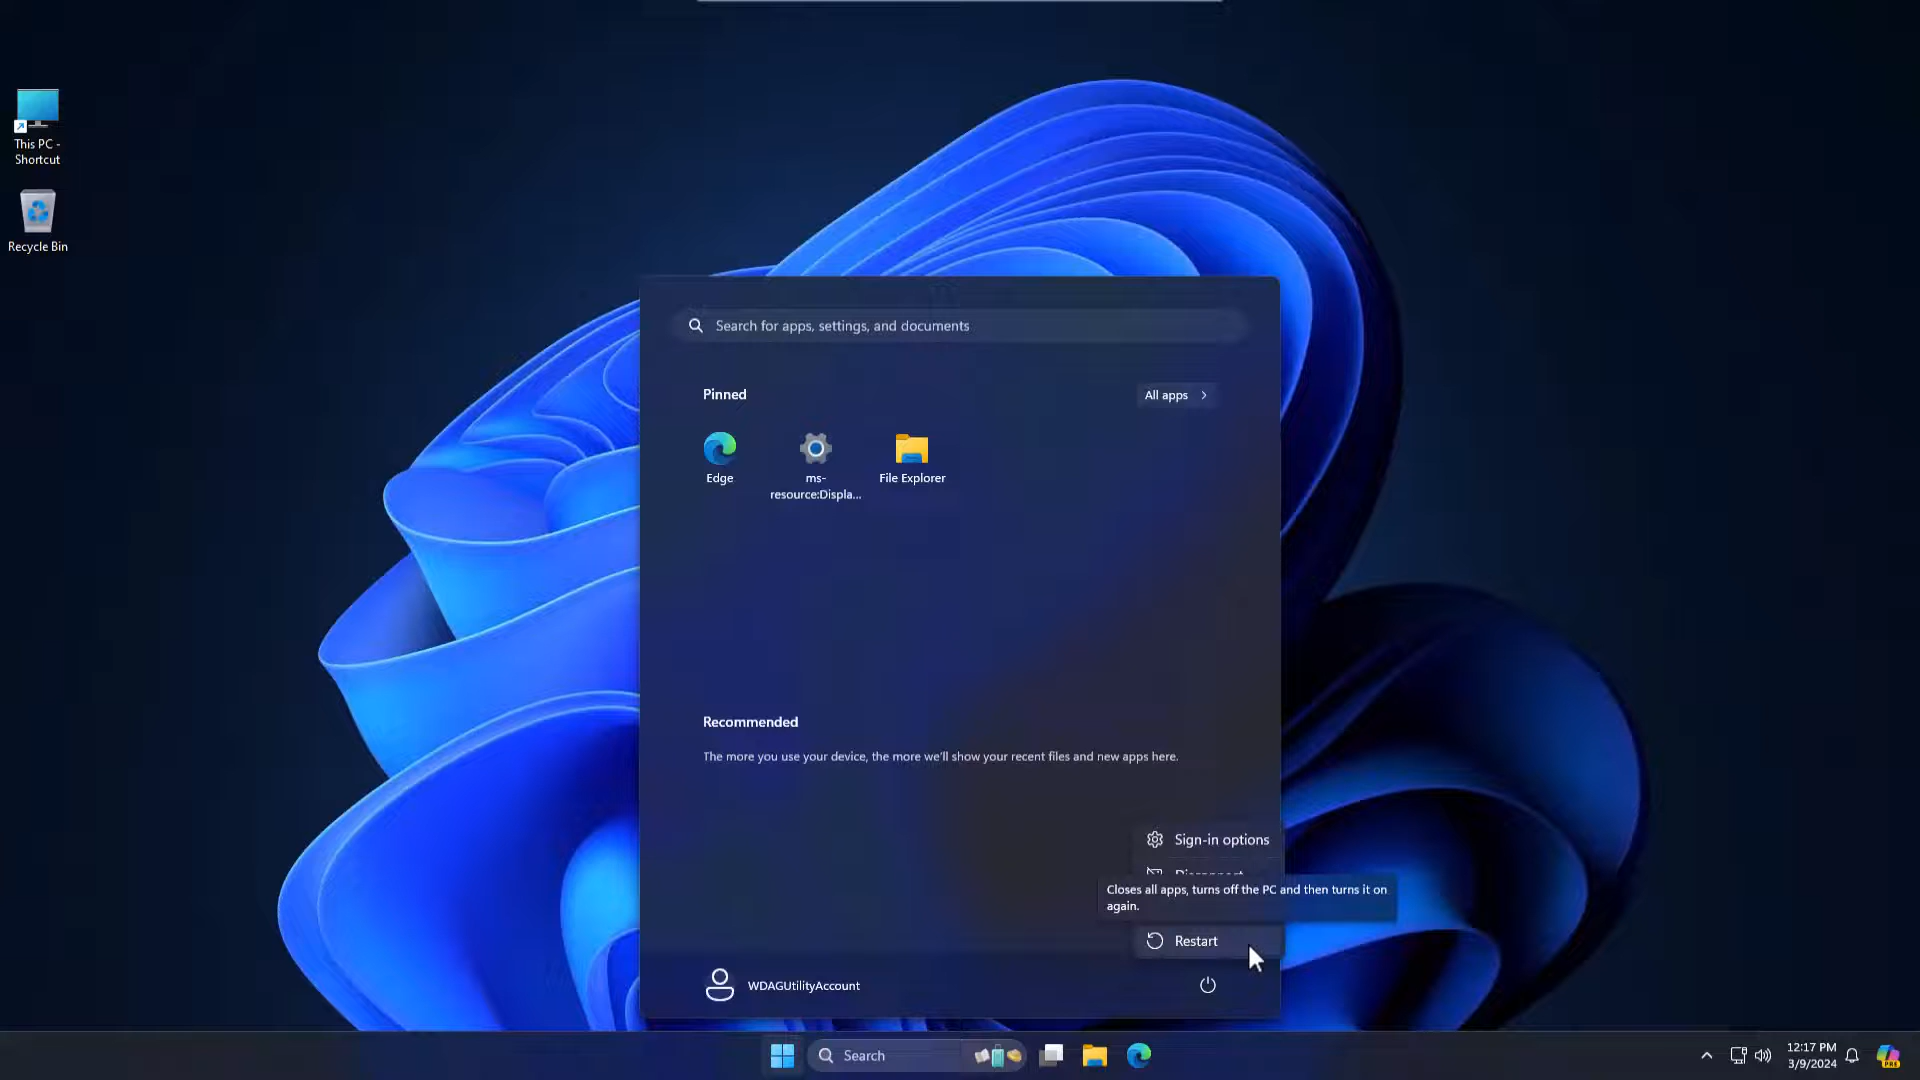 This PC -
Shortcut
Recycle Bin
Search for apps, settings, and documents
Pinned
All apps
Edge
ms-
resource:Displa...
File Explorer
Recommended
The more you use your device, the more we'll show your recent files and new apps here.
Sign-in options
Disconnect
Closes all apps, turns off the PC and then turns it on
again.
Restart
WDAGUtilityAccount
Search
12:17 PM
3/9/2024
PRE